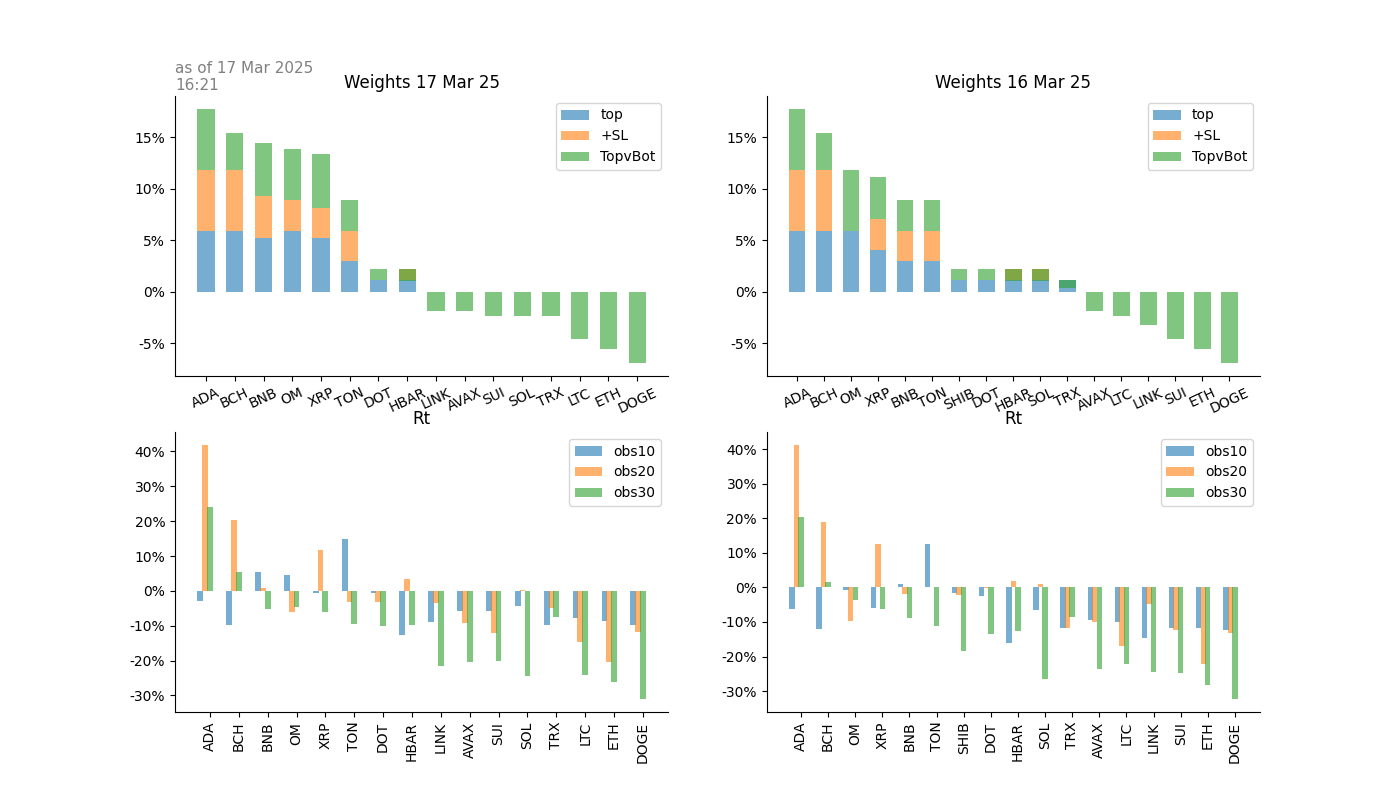 as of 17 Mar 2025
16:21
Weights 17 Mar 25
top
+SL
TopvBot
15%
10%
5%
0%
-5%
ADA BCH BNB OM XRP TON DOT HBAR LINK AVAX SUI SOL TRX LTC ETH DOGE
Weights 16 Mar 25
top
+SL
TopvBot
15%
10%
5%
0%
-5%
ADA BCH OM XRP BNB TON SHIB DOT HBAR SOL TRX AVAX LTC LINK SUI ETH DOGE
Rt
obs10
obs20
obs30
40%
30%
20%
10%
0%
-10%
-20%
-30%
ADA BCH BNB OM XRP TON DOT HBAR LINK AVAX SUI SOL TRX LTC ETH DOGE
Rt
obs10
obs20
obs30
40%
30%
20%
10%
0%
-10%
-20%
-30%
ADA BCH OM XRP BNB TON SHIB DOT HBAR SOL TRX AVAX LTC LINK SUI ETH DOGE